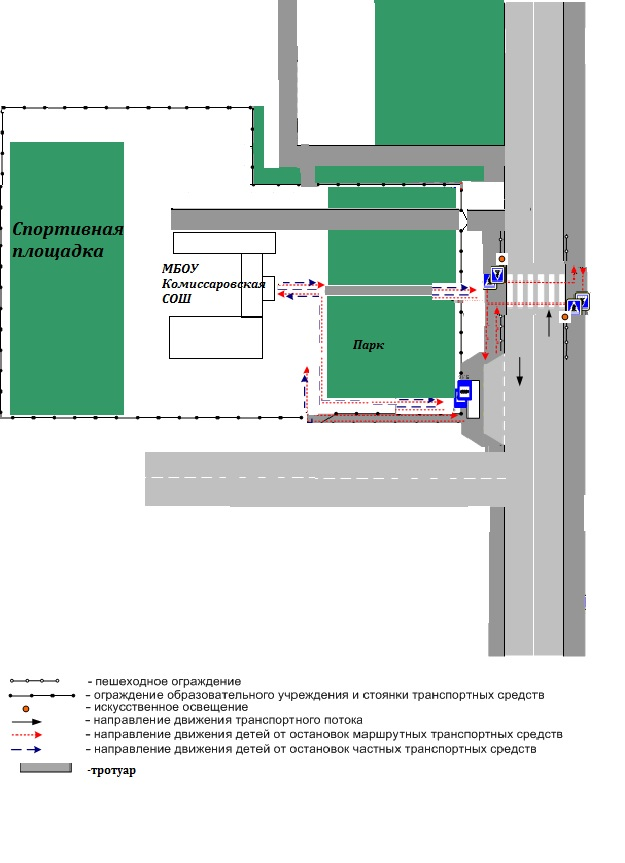 Спортивная
площадка
МБОУ
Комиссаровская
СОШ
Парк
- пешеходное ограждение
- ограждение образовательного учреждения и стоянки транспортных средств
- искусственное освещение
- направление движения транспортного потока
- направление движения детей от остановок маршрутных транспортных средств
- направление движения детей от остановок частных транспортных средств
-тротуар